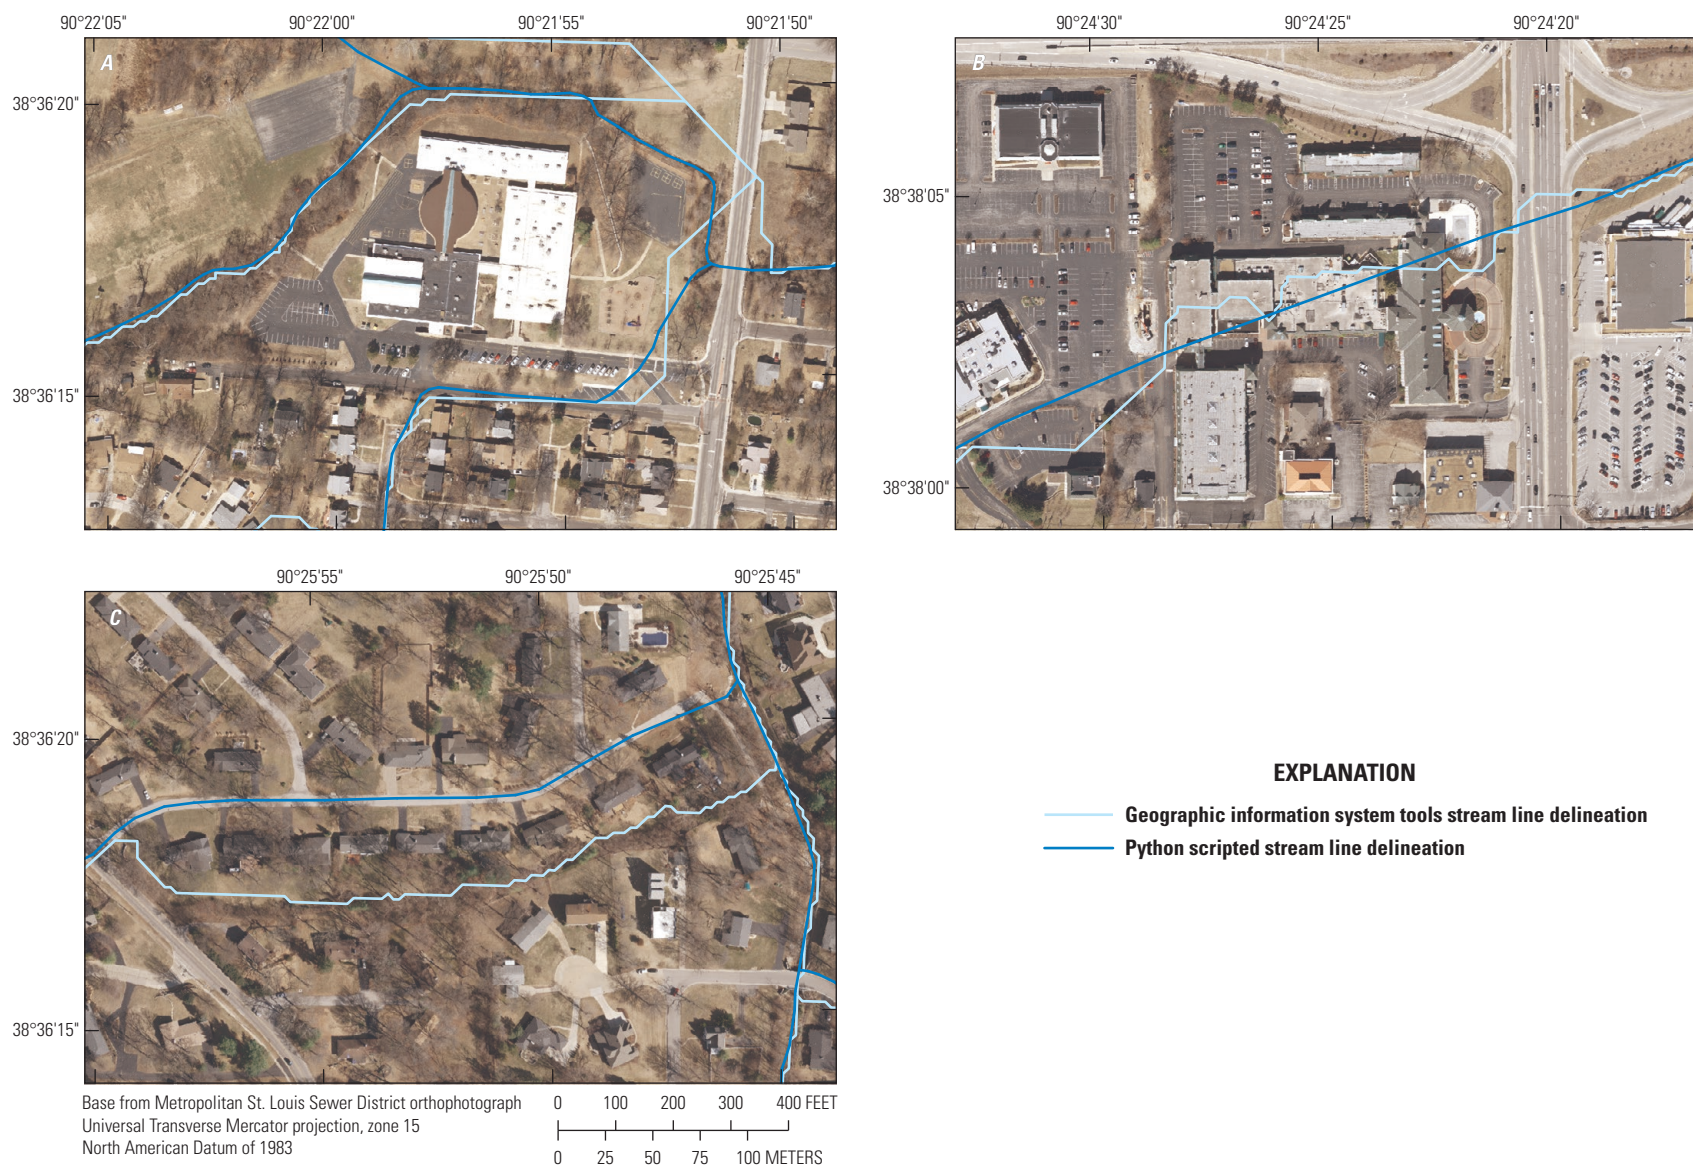 90°22'05" 90°22'00" 90°21'55" 90°21'50"
A
38°36'20"
38°36'15"
90°24'30" 90°24'25" 90°24'20"
B
38°38'05"
38°38'00"
90°25'55" 90°25'50" 90°25'45"
C
38°36'20"
38°36'15"
EXPLANATION
Geographic information system tools stream line delineation
Python scripted stream line delineation
Base from Metropolitan St. Louis Sewer District orthophotograph
Universal Transverse Mercator projection, zone 15
North American Datum of 1983
0 100 200 300 400 FEET
0 25 50 75 100 METERS